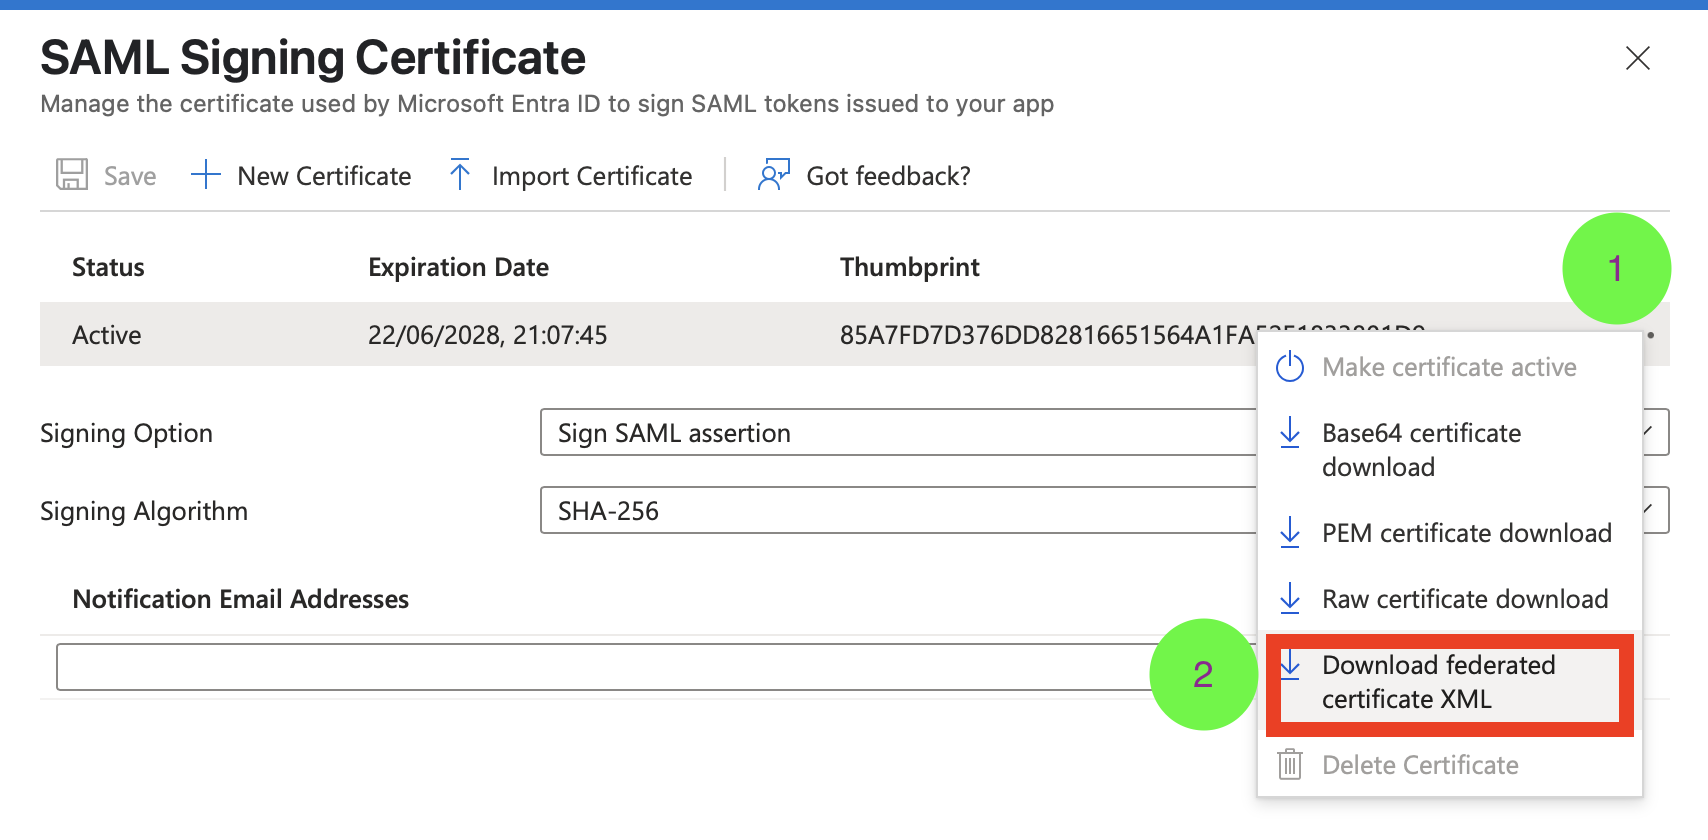 SAML Signing Certificate
Manage the certificate used by Microsoft Entra ID to sign SAML tokens issued to your app
Save New Certificate Import Certificate Got feedback?
Status Expiration Date Thumbprint
1
Active 22/06/2028, 21:07:45
Make certificate active
Signing Option Sign SAML assertion
Base64 certificate
download
Signing Algorithm SHA-256
PEM certificate download
Notification Email Addresses
Raw certificate download
2
Download federated
certificate XML
Delete Certificate